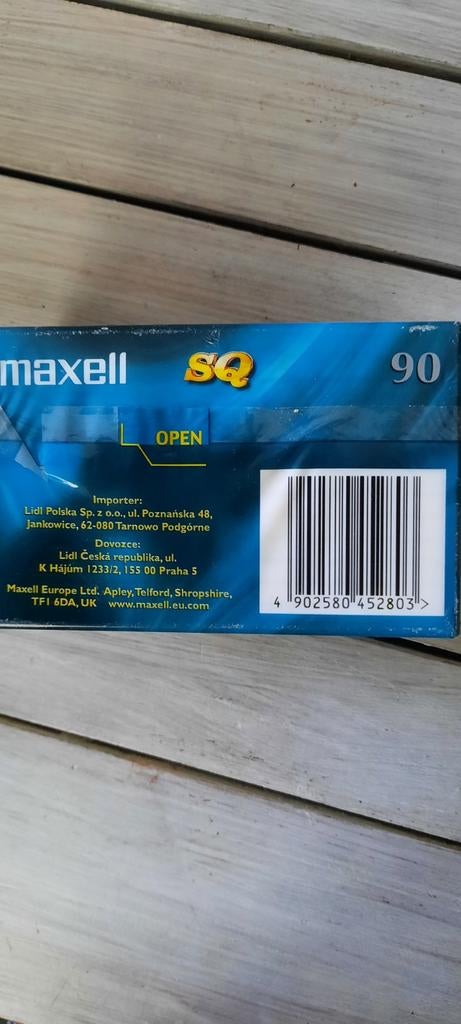 maxell SQ 90
OPEN
Importer:
Lidl Polska Sp. z o.o., ul. Poznańska 48,
Jankowice, 62-080 Tarnowo Podgórne
Dovozce:
Lidl Česká republika, ul.
K Hájům 1233/2, 155 00 Praha 5
Maxell Europe Ltd. Apley, Telford, Shropshire,
TF1 6DA, UK www.maxell.eu.com
4 902580 452803 >